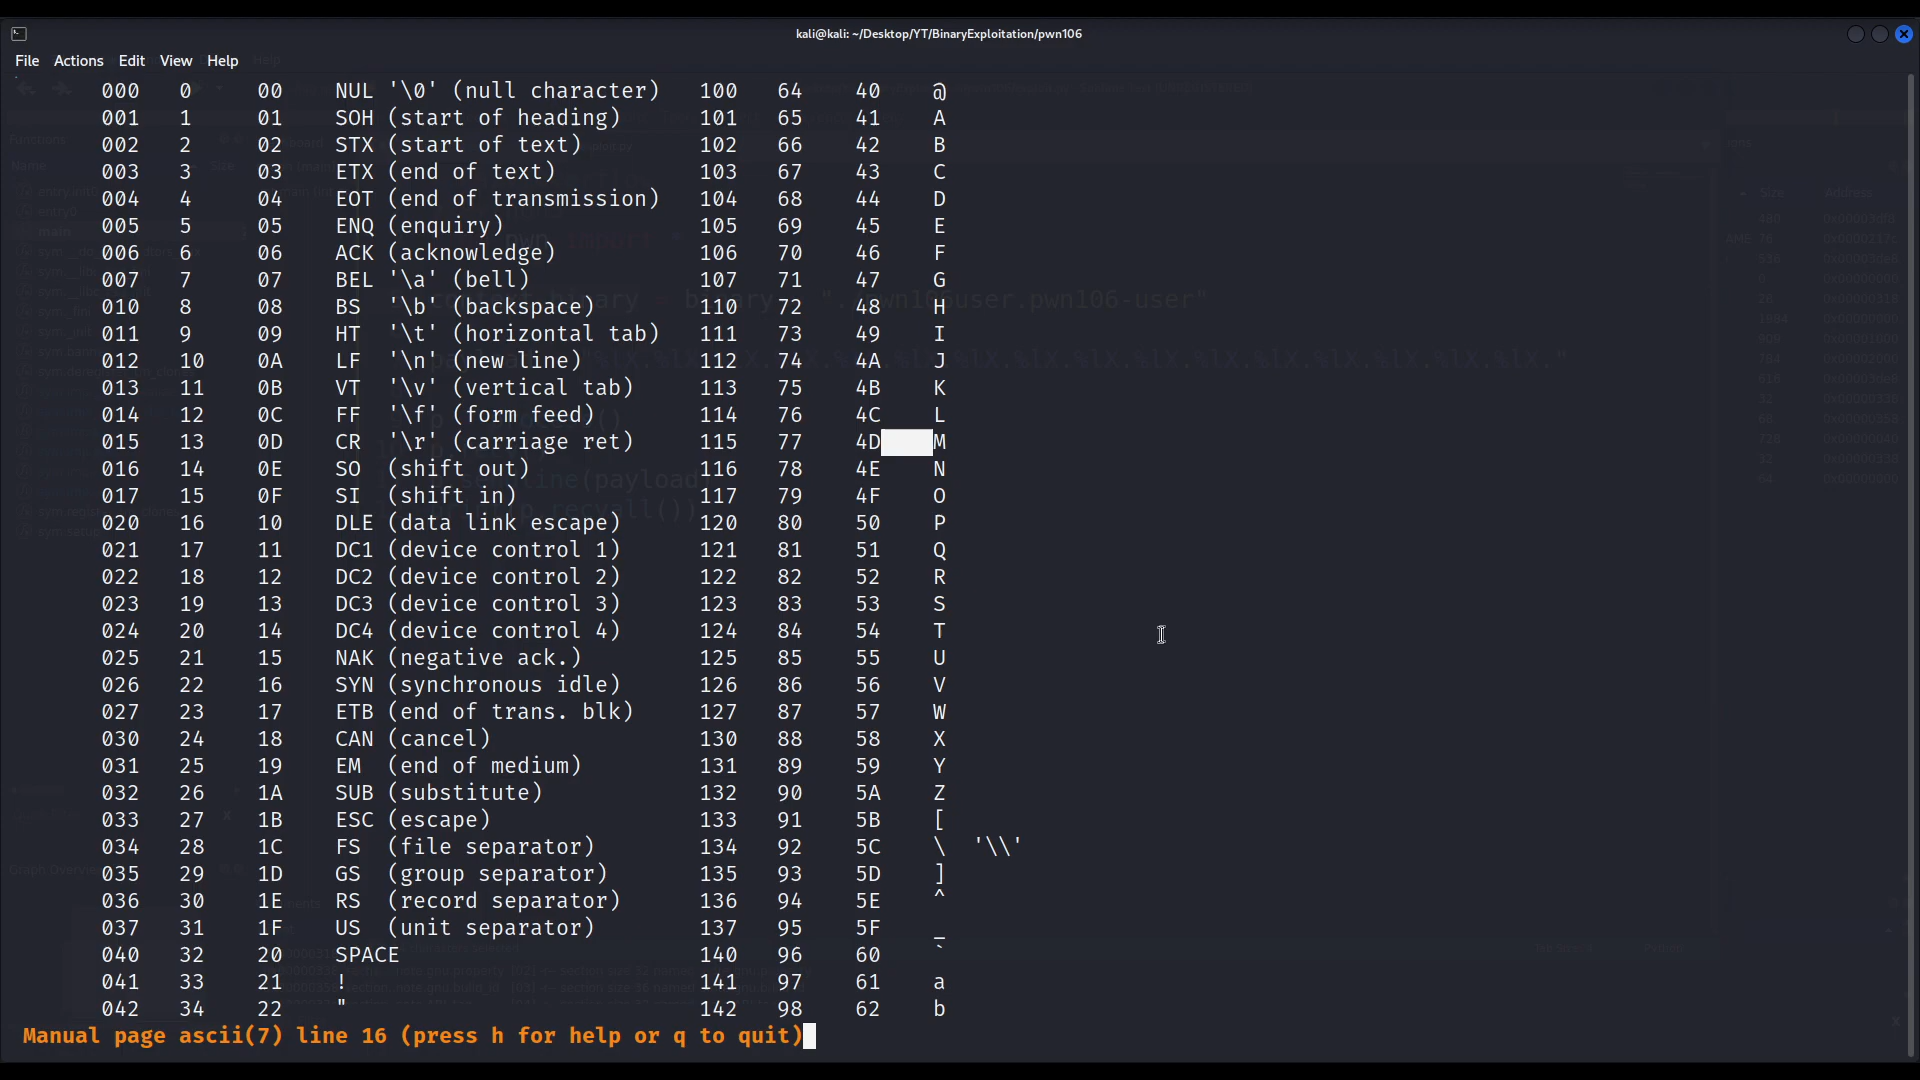 kali@kali: ~/Desktop/YT/BinaryExploitation/pwn106
File Actions Edit View Help
000 0 00 NUL '\0' (null character) 100 64 40 @
001 1 01 SOH (start of heading) 101 65 41 A
002 2 02 STX (start of text) 102 66 42 B
003 3 03 ETX (end of text) 103 67 43 C
004 4 04 EOT (end of transmission) 104 68 44 D
005 5 05 ENQ (enquiry) 105 69 45 E
006 6 06 ACK (acknowledge) 106 70 46 F
007 7 07 BEL '\a' (bell) 107 71 47 G
010 8 08 BS '\b' (backspace) 110 72 48 H
011 9 09 HT '\t' (horizontal tab) 111 73 49 I
012 10 0A LF '\n' (new line) 112 74 4A J
013 11 0B VT '\v' (vertical tab) 113 75 4B K
014 12 0C FF '\f' (form feed) 114 76 4C L
015 13 0D CR '\r' (carriage ret) 115 77 4D M
016 14 0E SO (shift out) 116 78 4E N
017 15 0F SI (shift in) 117 79 4F O
020 16 10 DLE (data link escape) 120 80 50 P
021 17 11 DC1 (device control 1) 121 81 51 Q
022 18 12 DC2 (device control 2) 122 82 52 R
023 19 13 DC3 (device control 3) 123 83 53 S
024 20 14 DC4 (device control 4) 124 84 54 T
025 21 15 NAK (negative ack.) 125 85 55 U
026 22 16 SYN (synchronous idle) 126 86 56 V
027 23 17 ETB (end of trans. blk) 127 87 57 W
030 24 18 CAN (cancel) 130 88 58 X
031 25 19 EM (end of medium) 131 89 59 Y
032 26 1A SUB (substitute) 132 90 5A Z
033 27 1B ESC (escape) 133 91 5B [
034 28 1C FS (file separator) 134 92 5C \ '\\'
035 29 1D GS (group separator) 135 93 5D ]
036 30 1E RS (record separator) 136 94 5E ^
037 31 1F US (unit separator) 137 95 5F _
040 32 20 SPACE 140 96 60 `
041 33 21 ! 141 97 61 a
042 34 22 " 142 98 62 b
Manual page ascii(7) line 16 (press h for help or q to quit)